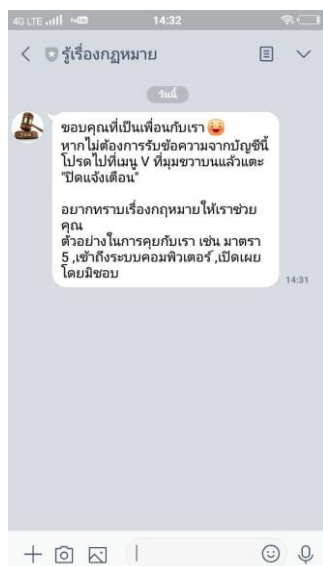 4G LTE 14:32
รู้เรื่องกฏหมาย
วันนี้
ขอบคุณที่เป็นเพื่อนกับเรา
หากไม่ต้องการรับข้อความจากบัญชีนี้
โปรดไปที่เมนู V ที่มุมขวาบนแล้วแตะ
"ปิดแจ้งเตือน"
อยากทราบเรื่องกฎหมายให้เราช่วย
คุณ
ตัวอย่างในการคุยกับเรา เช่น มาตรา
5 ,เข้าถึงระบบคอมพิวเตอร์ ,เปิดเผย
โดยมิชอบ
14:31